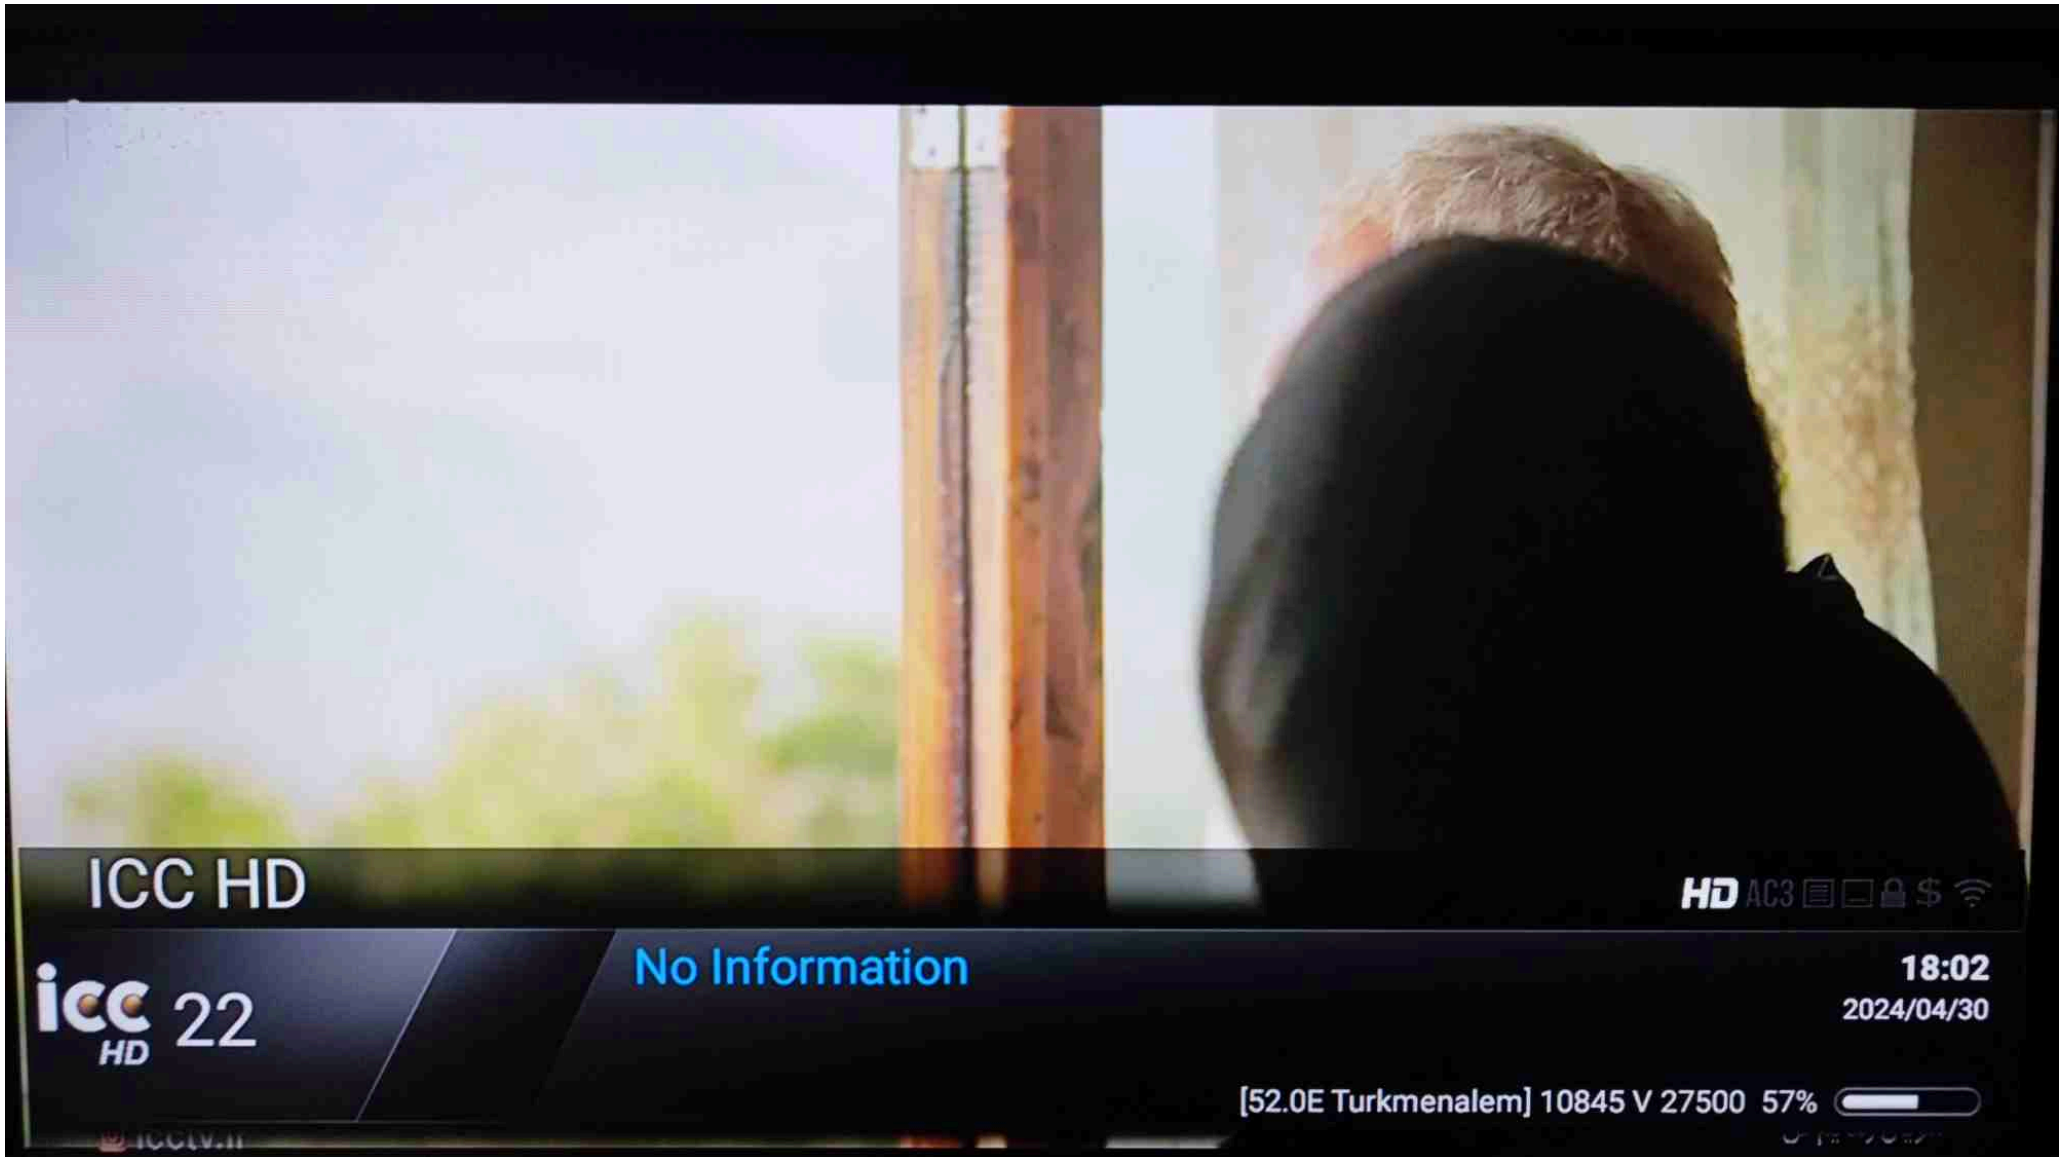 ICC HD
HD AC3 $
icc
HD
22
No Information
18:02
2024/04/30
[52.0E Turkmenalem] 10845 V 27500 57%